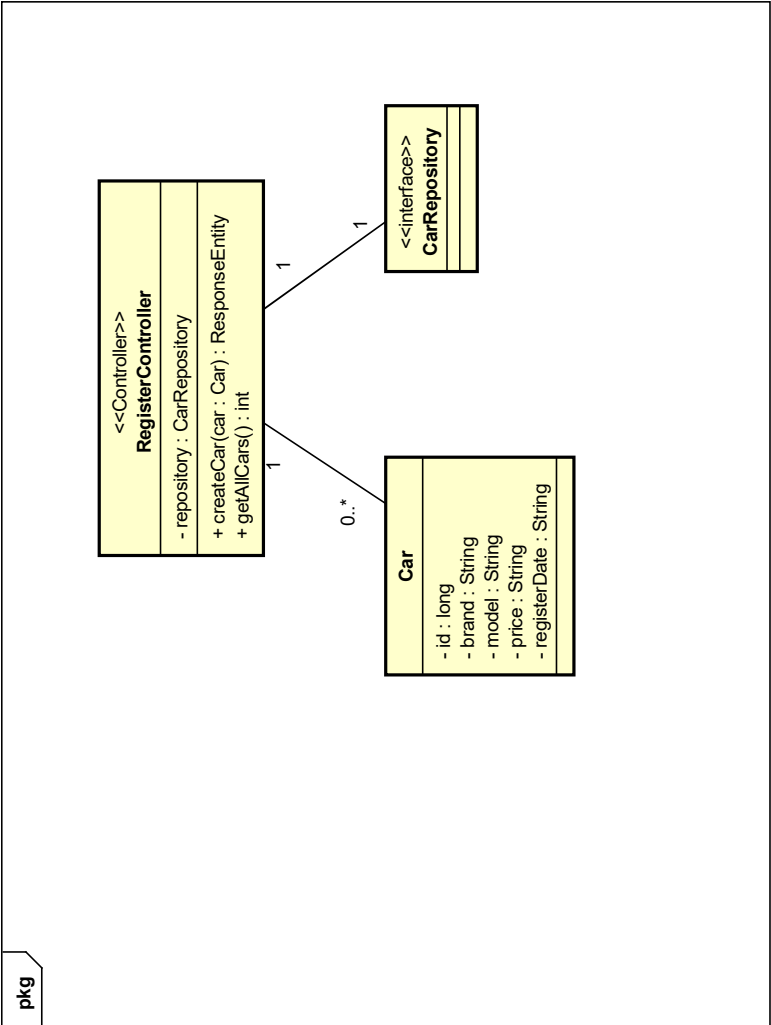 pkg
<<Controller>>
RegisterController
- repository : CarRepository
+ createCar(car : Car) : ResponseEntity
+ getAllCars() : int
1
1
0..*
1
Car
- id : long
- brand : String
- model : String
- price : String
- registerDate : String
<<interface>>
CarRepository